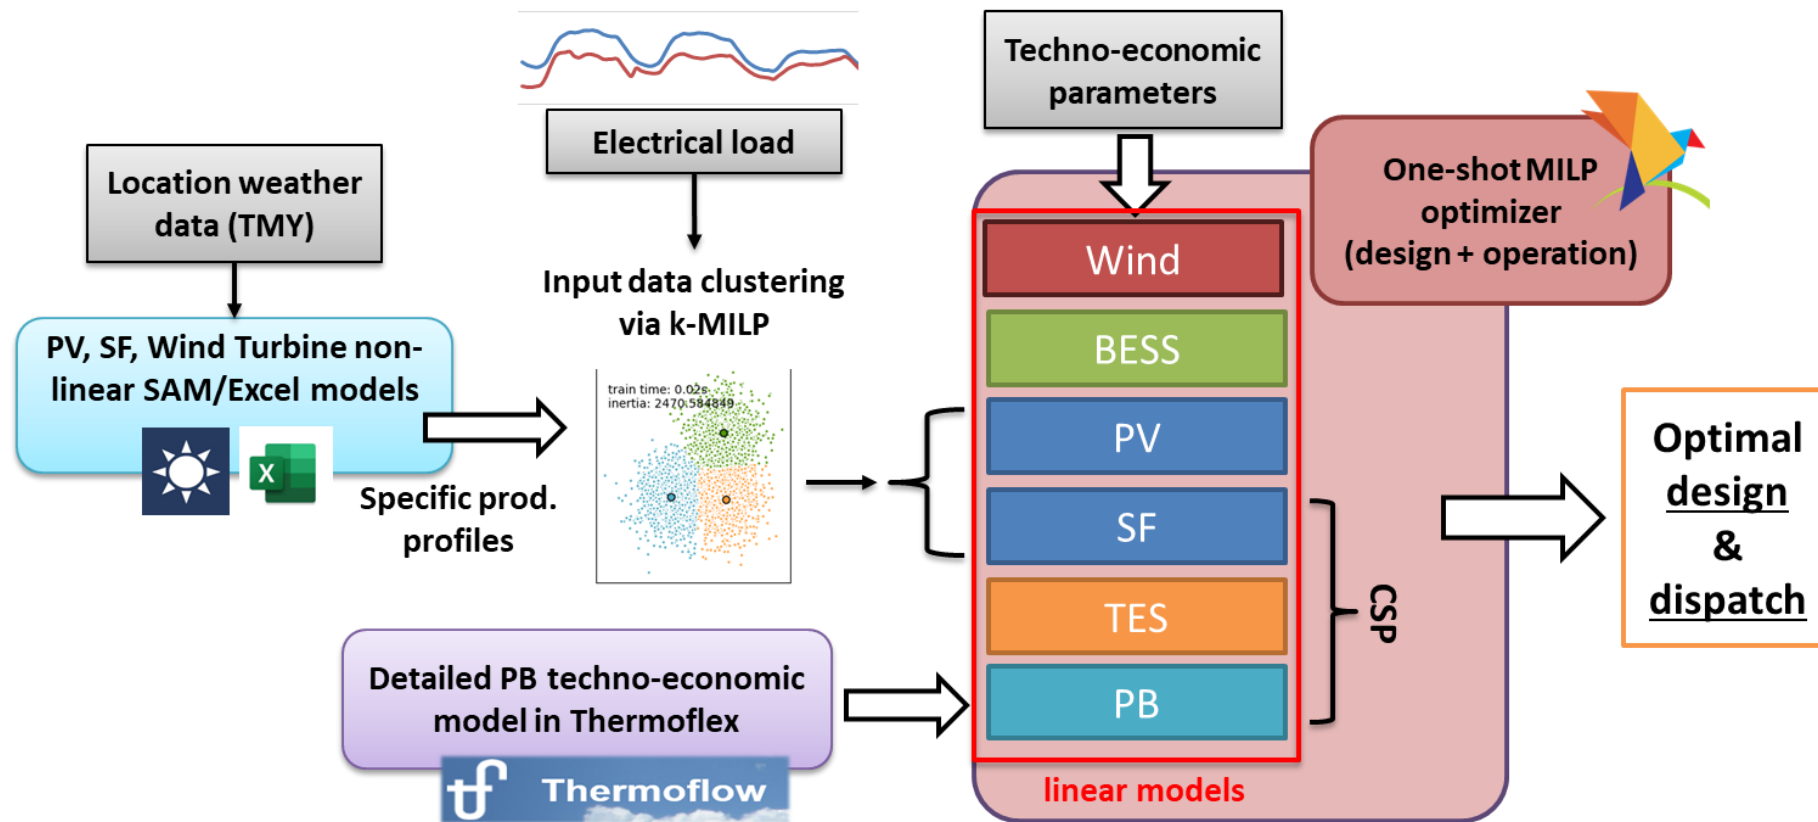 Electrical load
Techno-economic
parameters
Location weather
data (TMY)
One-shot MILP
optimizer
(design + operation)
Input data clustering
via k-MILP
PV, SF, Wind Turbine non-
linear SAM/Excel models
X
Specific prod.
profiles
train time: 0.02s
inertia: 2470.584849
Wind
BESS
PV
SF
TES
PB
CSP
linear models
Optimal
design
&
dispatch
Detailed PB techno-economic
model in Thermoflex
tf Thermoflow